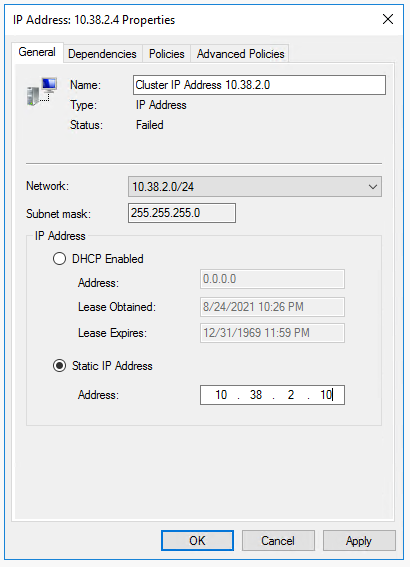 IP Address: 10.38.2.4 Properties
General Dependencies Policies Advanced Policies
Name: Cluster IP Address 10.38.2.0
Type: IP Address
Status: Failed
Network: 10.38.2.0/24
Subnet mask: 255.255.255.0
IP Address
DHCP Enabled
Address: 0.0.0.0
Lease Obtained: 8/24/2021 10:26 PM
Lease Expires: 12/31/1969 11:59 PM
Static IP Address
Address: 10 . 38 . 2 . 10
OK Cancel Apply